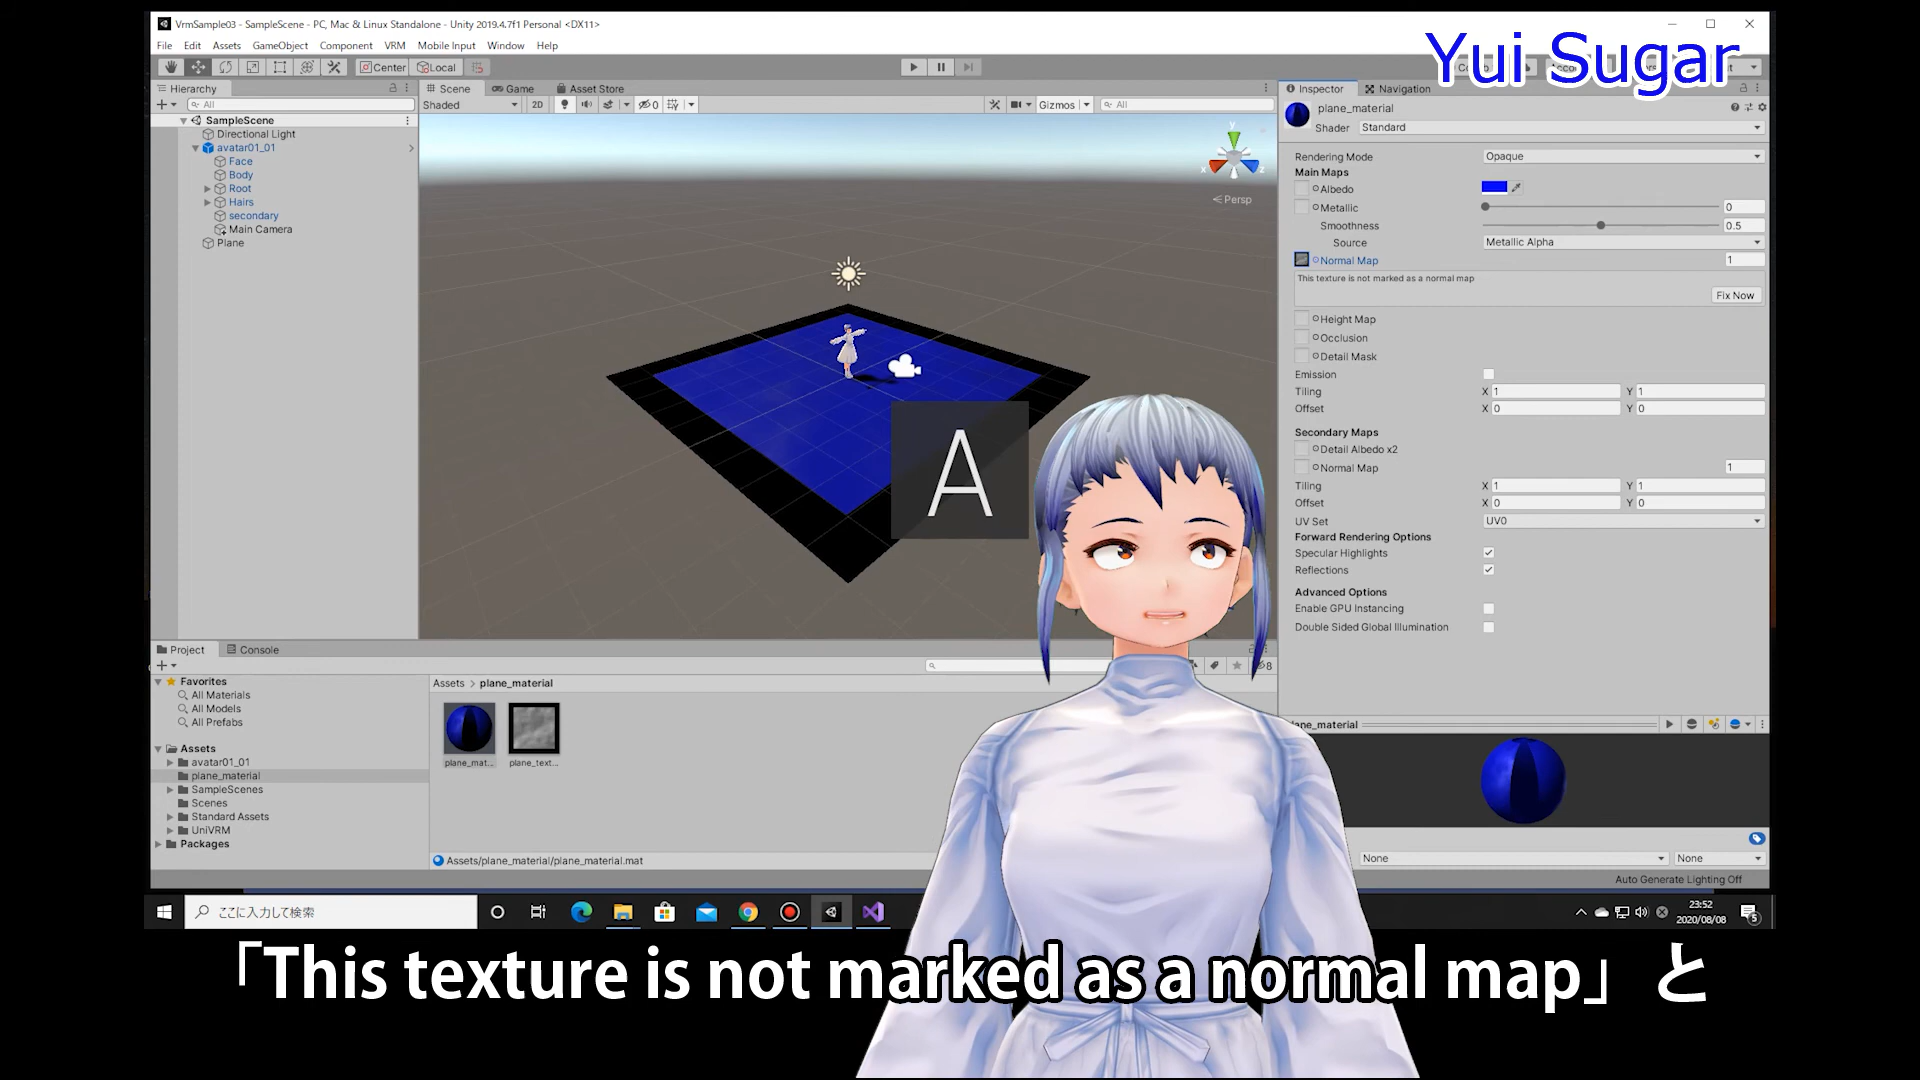 VrmSample03 - SampleScene - PC, Mac & Linux Standalone - Unity 2019.4.7f1 Personal <DX11>
Yui Sugar
File Edit Assets GameObject Component VRM Mobile Input Window Help
Center Local
Hierarchy
All
SampleScene
Directional Light
avatar01_01
Face
Body
Root
Hairs
secondary
Main Camera
Plane
Scene Game Asset Store
Shaded 2D 0 Gizmos All
y
x z
Persp
A
Inspector Navigation
plane_material
Shader Standard
Rendering Mode Opaque
Main Maps
Albedo
Metallic 0
Smoothness 0.5
Source Metallic Alpha
Normal Map 1
This texture is not marked as a normal map
Fix Now
Height Map
Occlusion
Detail Mask
Emission
Tiling X 1 Y 1
Offset X 0 Y 0
Secondary Maps
Detail Albedo x2
Normal Map 1
Tiling X 1 Y 1
Offset X 0 Y 0
UV Set UV0
Forward Rendering Options
Specular Highlights
Reflections
Advanced Options
Enable GPU Instancing
Double Sided Global Illumination
Project Console
8
Favorites
All Materials
All Models
All Prefabs
Assets
avatar01_01
plane_material
SampleScenes
Scenes
Standard Assets
UniVRM
Packages
Assets > plane_material
plane_mat... plane_text...
Assets/plane_material/plane_material.mat
None None
Auto Generate Lighting Off
ここに入力して検索
23:52
2020/08/08
5
「This texture is not marked as a normal map」 と